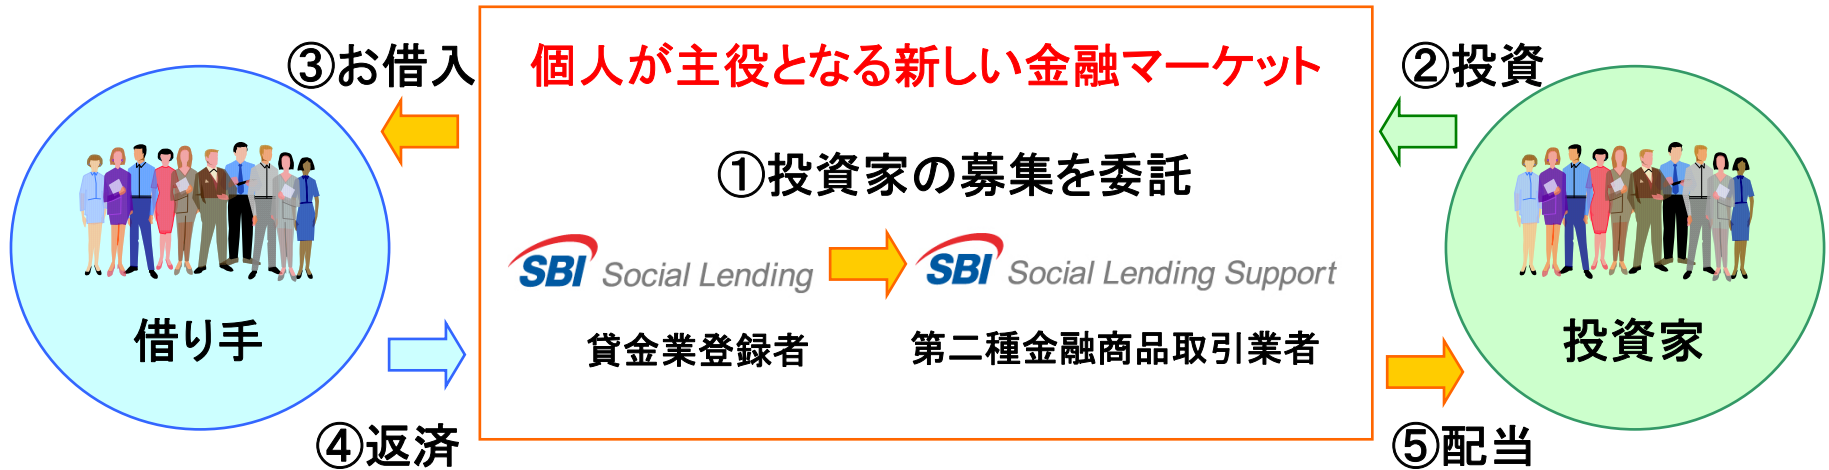 ③お借入
個人が主役となる新しい金融マーケット
②投資
①投資家の募集を委託
SBI Social Lending
SBI Social Lending Support
借り手
貸金業登録者
第二種金融商品取引業者
投資家
④返済
⑤配当